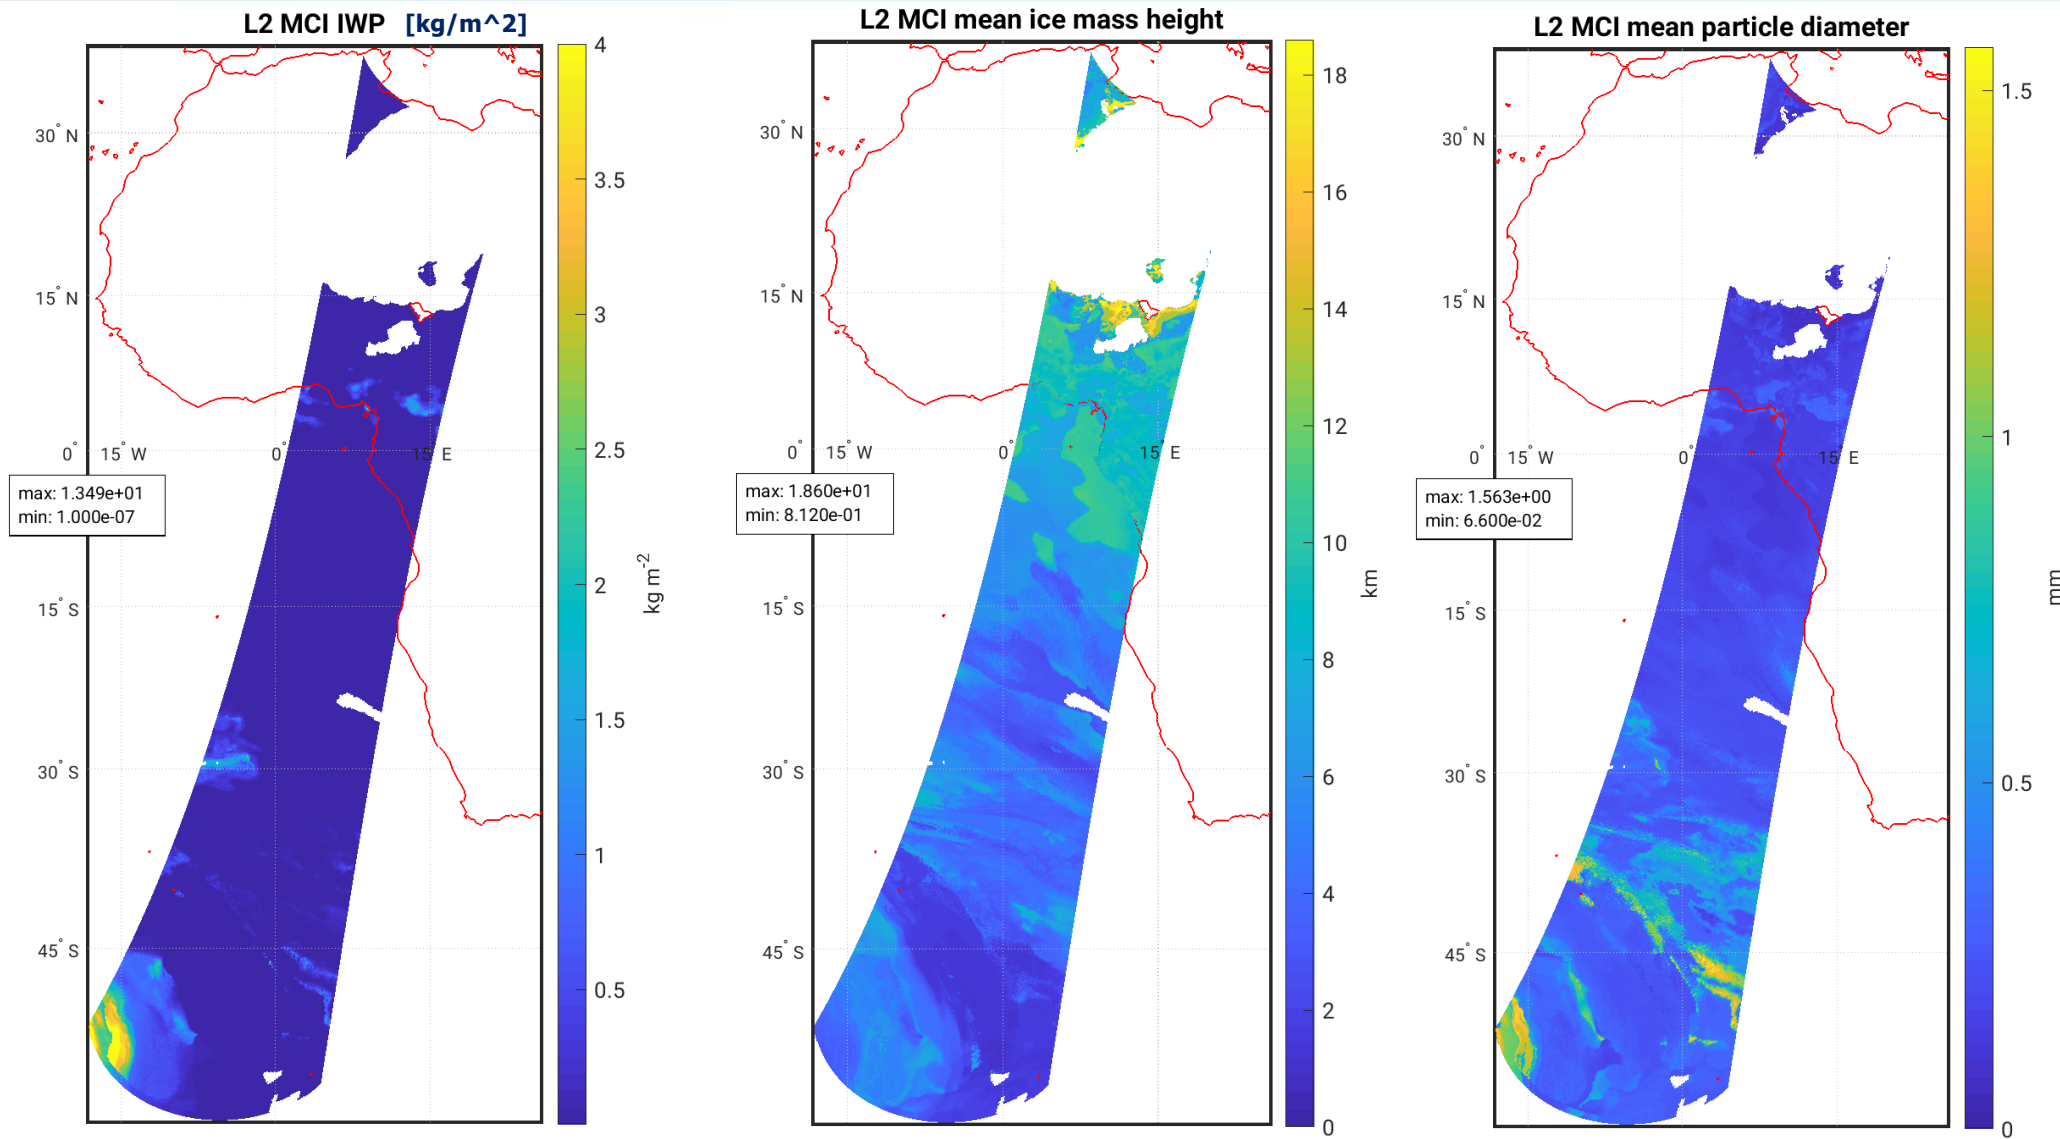 L2 MCI IWP [kg/m^2]
30° N
15° N
0° 15° W 0° 15° E
max: 1.349e+01
min: 1.000e-07
15° S
30° S
45° S
4
3.5
3
2.5
2
1.5
1
0.5
kg m-2
L2 MCI mean ice mass height
30° N
15° N
0° 15° W 0° 15° E
max: 1.860e+01
min: 8.120e-01
15° S
30° S
45° S
18
16
14
12
10
8
6
4
2
0
km
L2 MCI mean particle diameter
30° N
15° N
0° 15° W 0° 15° E
max: 1.563e+00
min: 6.600e-02
15° S
30° S
45° S
1.5
1
0.5
0
mm